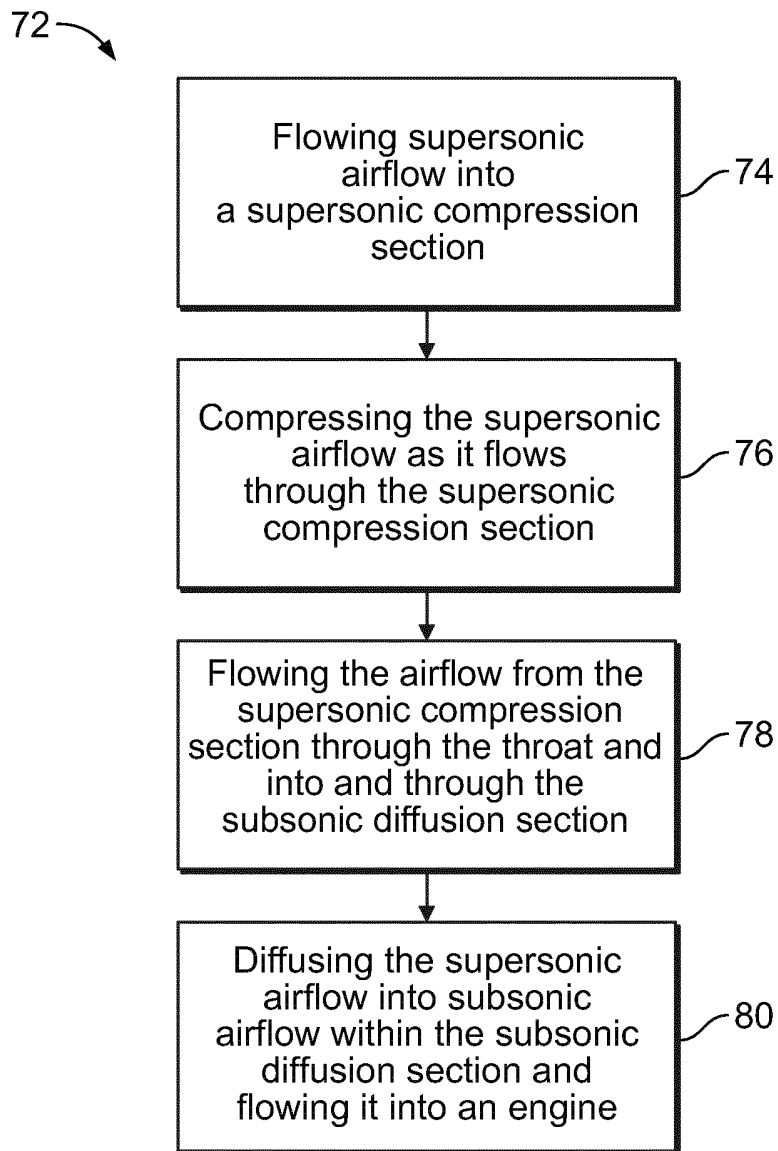 72
Flowing supersonic
airflow into
a supersonic compression
section
74
Compressing the supersonic
airflow as it flows
through the supersonic
compression section
76
Flowing the airflow from the
supersonic compression
section through the throat and
into and through the
subsonic diffusion section
78
Diffusing the supersonic
airflow into subsonic
airflow within the subsonic
diffusion section and
flowing it into an engine
80